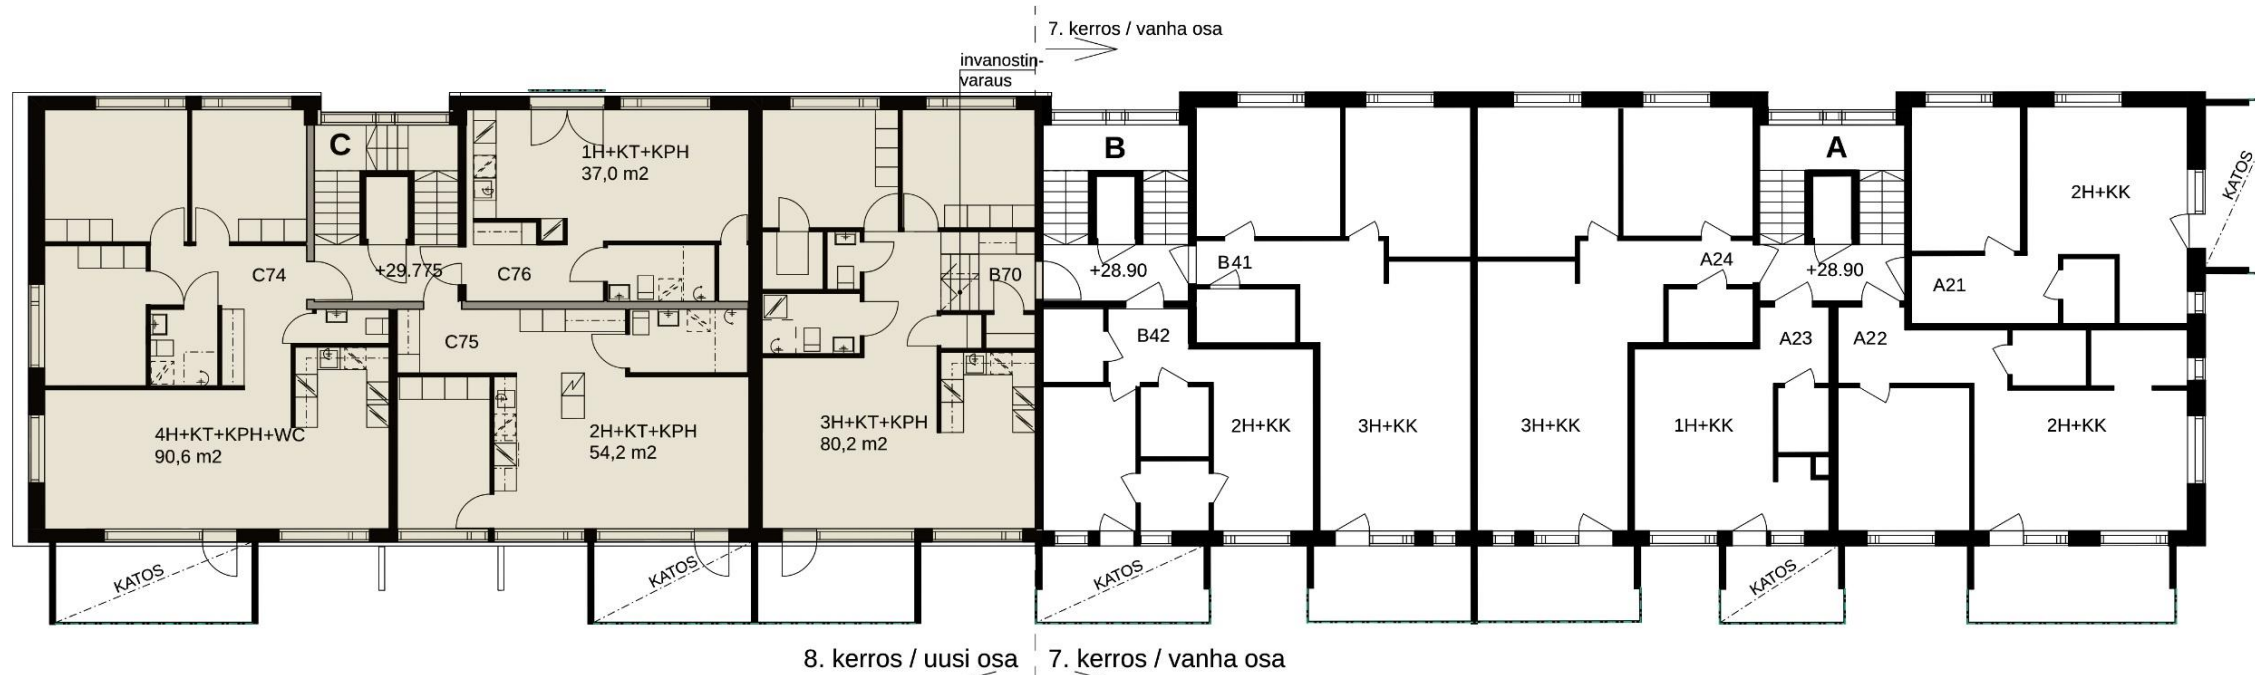 7. kerros / vanha osa
invanostin-
varaus
C
1H+KT+KPH
37,0 m2
B
A
KATOS
2H+KK
C74
+29.775
C76
B70
+28.90
B41
A24
+28.90
A21
C75
B42
A23
A22
4H+KT+KPH+WC
90,6 m2
2H+KT+KPH
54,2 m2
3H+KT+KPH
80,2 m2
2H+KK
3H+KK
3H+KK
1H+KK
2H+KK
KATOS
KATOS
KATOS
KATOS
8. kerros / uusi osa
7. kerros / vanha osa